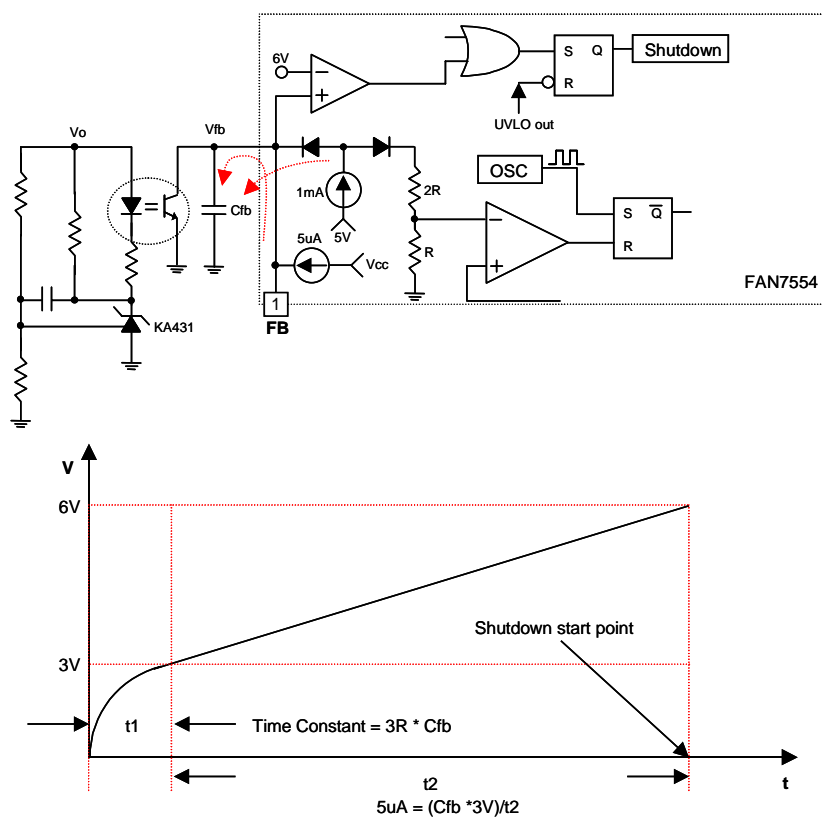 6V
S Q
Shutdown
R
UVLO out
Vo
Vfb
OSC
2R
1mA
Cfb
5V
S Q
R
R
5uA
Vcc
FAN7554
1
FB
KA431
V
6V
Shutdown start point
3V
t1
Time Constant = 3R * Cfb
t2
t
5uA = (Cfb *3V)/t2